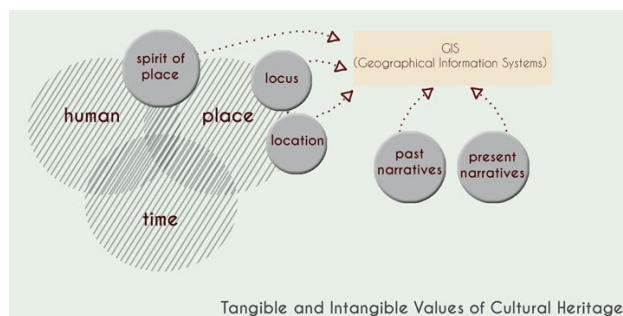 spirit of
place
human
place
time
locus
location
GIS
(Geographical Information Systems)
past
narratives
present
narratives
Tangible and Intangible Values of Cultural Heritage